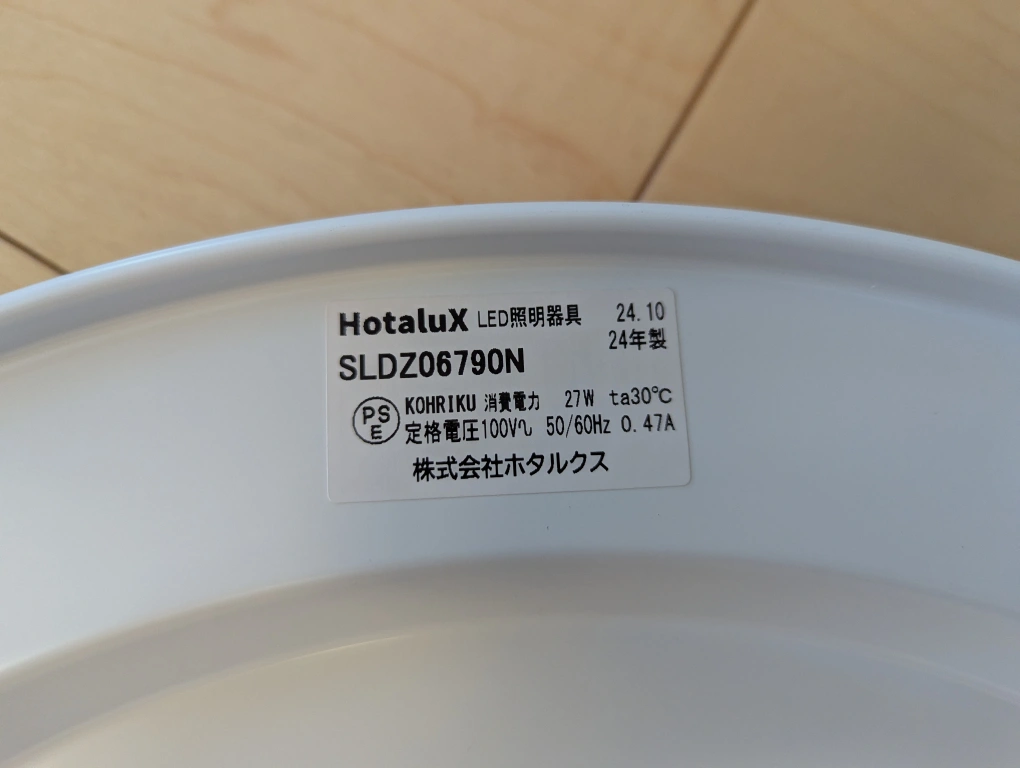 HotaluX LED照明器具 24.10
24年製
SLDZ06790N
PSE KOHRIKU 消費電力 27W ta30℃
定格電圧100V～ 50/60Hz 0.47A
株式会社ホタルクス